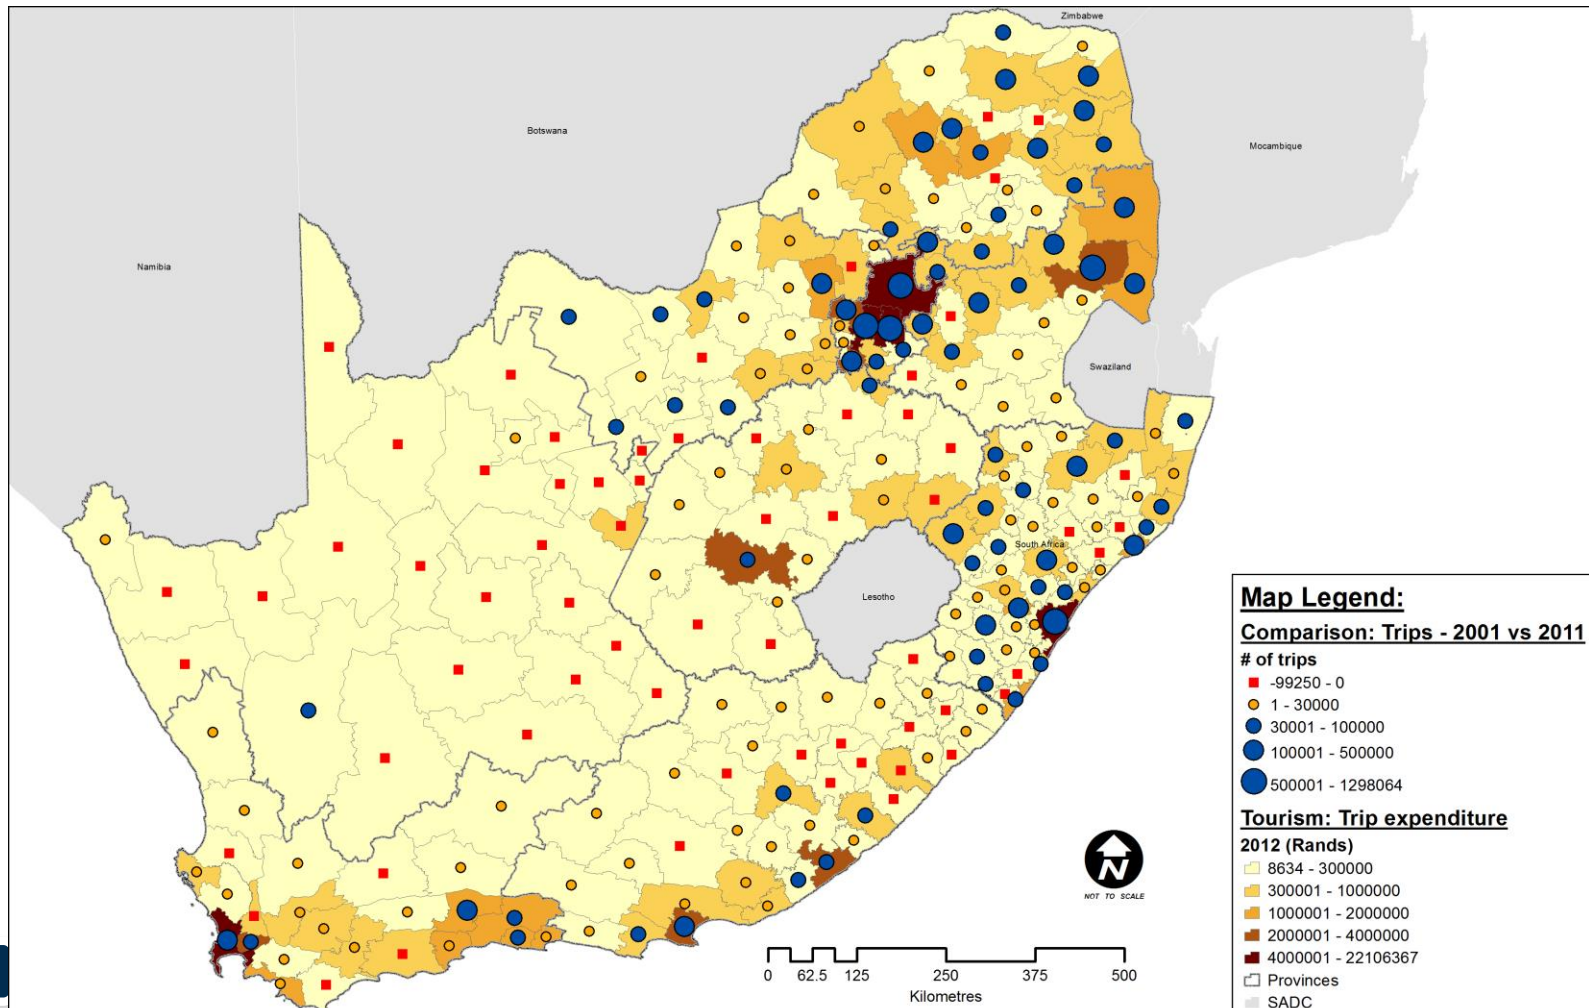 Zimbabwe
Botswana
Mocambique
Namibia
Swaziland
South Africa
Lesotho
N
NOT TO SCALE
0 62.5 125 250 375 500
Kilometres
Map Legend:
Comparison: Trips - 2001 vs 2011
# of trips
-99250 - 0
1 - 30000
30001 - 100000
100001 - 500000
500001 - 1298064
Tourism: Trip expenditure
2012 (Rands)
8634 - 300000
300001 - 1000000
1000001 - 2000000
2000001 - 4000000
4000001 - 22106367
Provinces
SADC